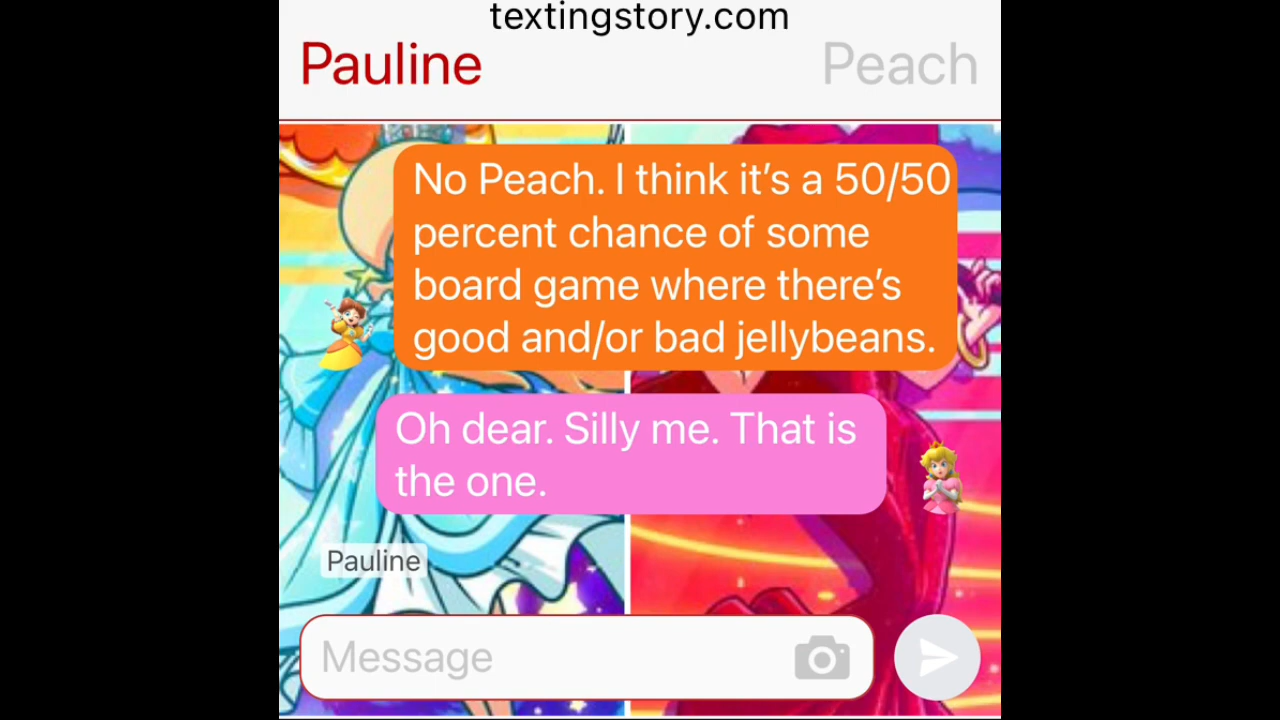 textingstory.com
Pauline Peach
No Peach. I think it’s a 50/50
percent chance of some
board game where there’s
good and/or bad jellybeans.
Oh dear. Silly me. That is
the one.
Pauline
Message